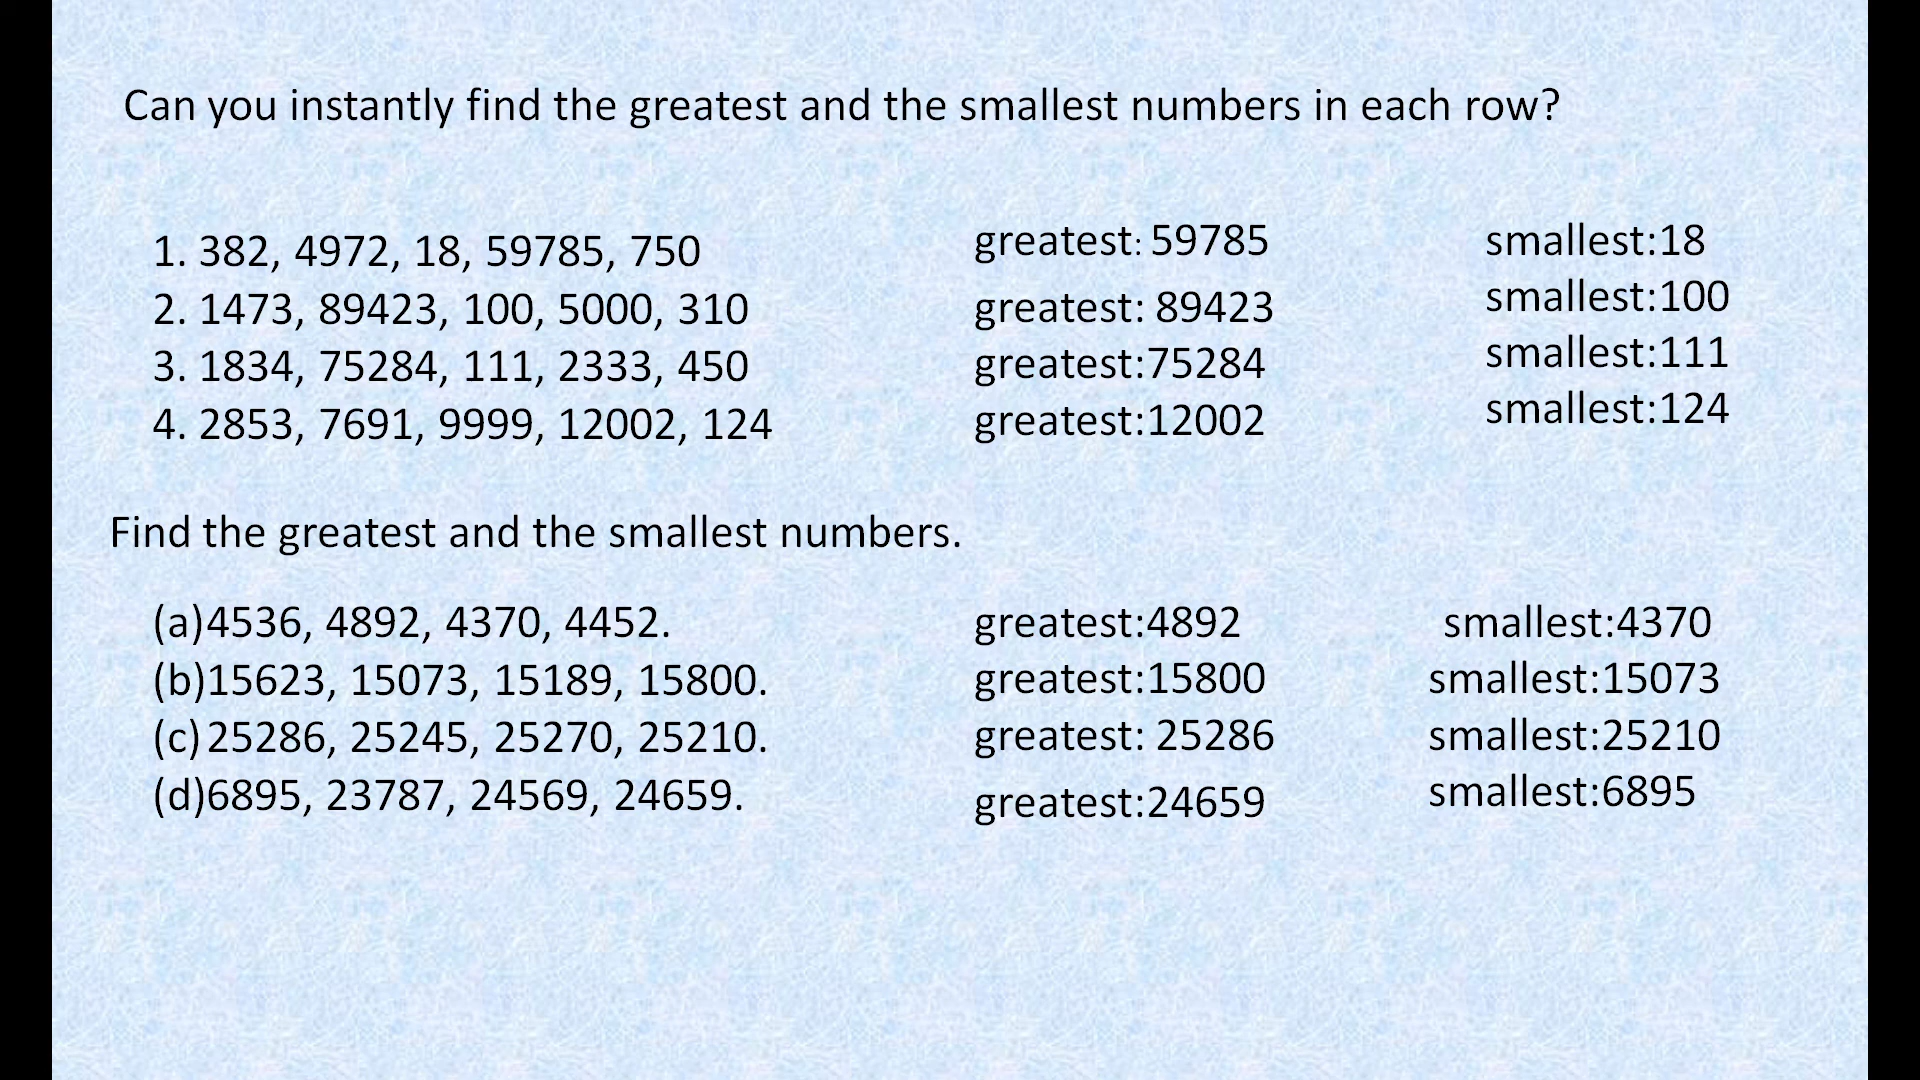 Can you instantly find the greatest and the smallest numbers in each row?
1. 382, 4972, 18, 59785, 750 greatest: 59785 smallest:18
2. 1473, 89423, 100, 5000, 310 greatest: 89423 smallest:100
3. 1834, 75284, 111, 2333, 450 greatest:75284 smallest:111
4. 2853, 7691, 9999, 12002, 124 greatest:12002 smallest:124
Find the greatest and the smallest numbers.
(a)4536, 4892, 4370, 4452. greatest:4892 smallest:4370
(b)15623, 15073, 15189, 15800. greatest:15800 smallest:15073
(c)25286, 25245, 25270, 25210. greatest: 25286 smallest:25210
(d)6895, 23787, 24569, 24659. greatest:24659 smallest:6895